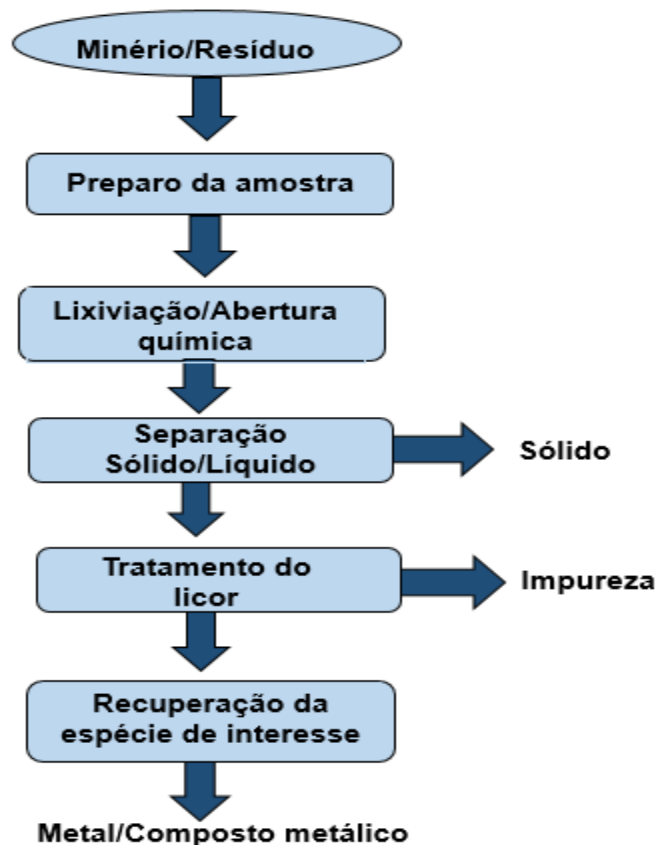 Minério/Resíduo
Preparo da amostra
Lixiviação/Abertura
química
Separação
Sólido/Líquido
Sólido
Tratamento do
licor
Impureza
Recuperação da
espécie de interesse
Metal/Composto metálico